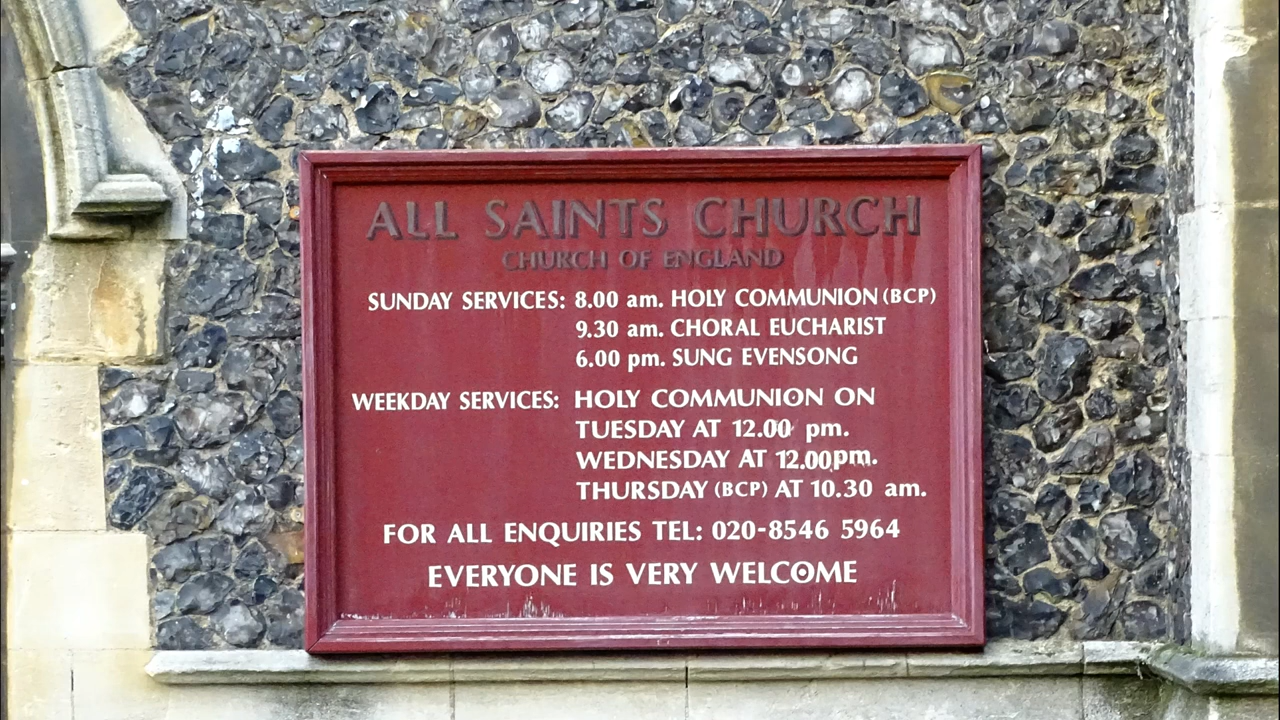 ALL SAINTS CHURCH
CHURCH OF ENGLAND
SUNDAY SERVICES: 8.00 am. HOLY COMMUNION (BCP)
9.30 am. CHORAL EUCHARIST
6.00 pm. SUNG EVENSONG
WEEKDAY SERVICES: HOLY COMMUNION ON
TUESDAY AT 12.00 pm.
WEDNESDAY AT 12.00 pm.
THURSDAY (BCP) AT 10.30 am.
FOR ALL ENQUIRIES TEL: 020-8546 5964
EVERYONE IS VERY WELCOME